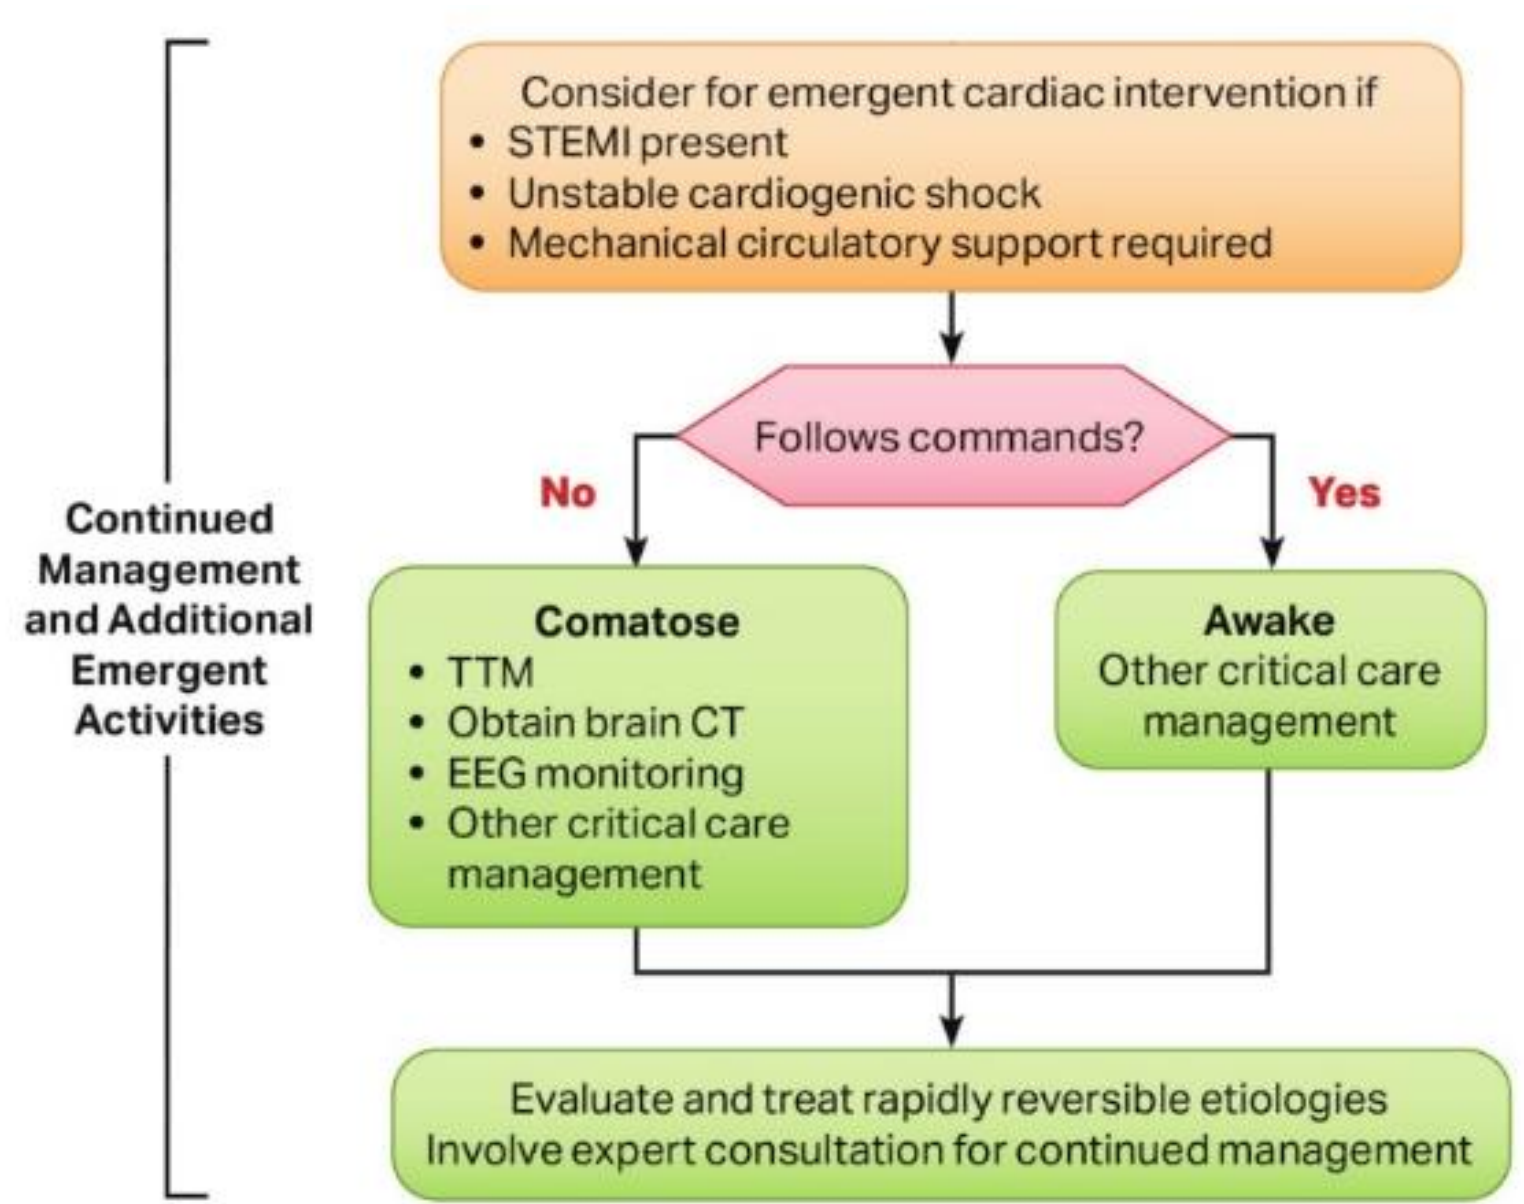 Consider for emergent cardiac intervention if
• STEMI present
• Unstable cardiogenic shock
• Mechanical circulatory support required
Follows commands?
No
Yes
Continued
Management
and Additional
Emergent
Activities
Comatose
• TTM
• Obtain brain CT
• EEG monitoring
• Other critical care
management
Awake
Other critical care
management
Evaluate and treat rapidly reversible etiologies
Involve expert consultation for continued management